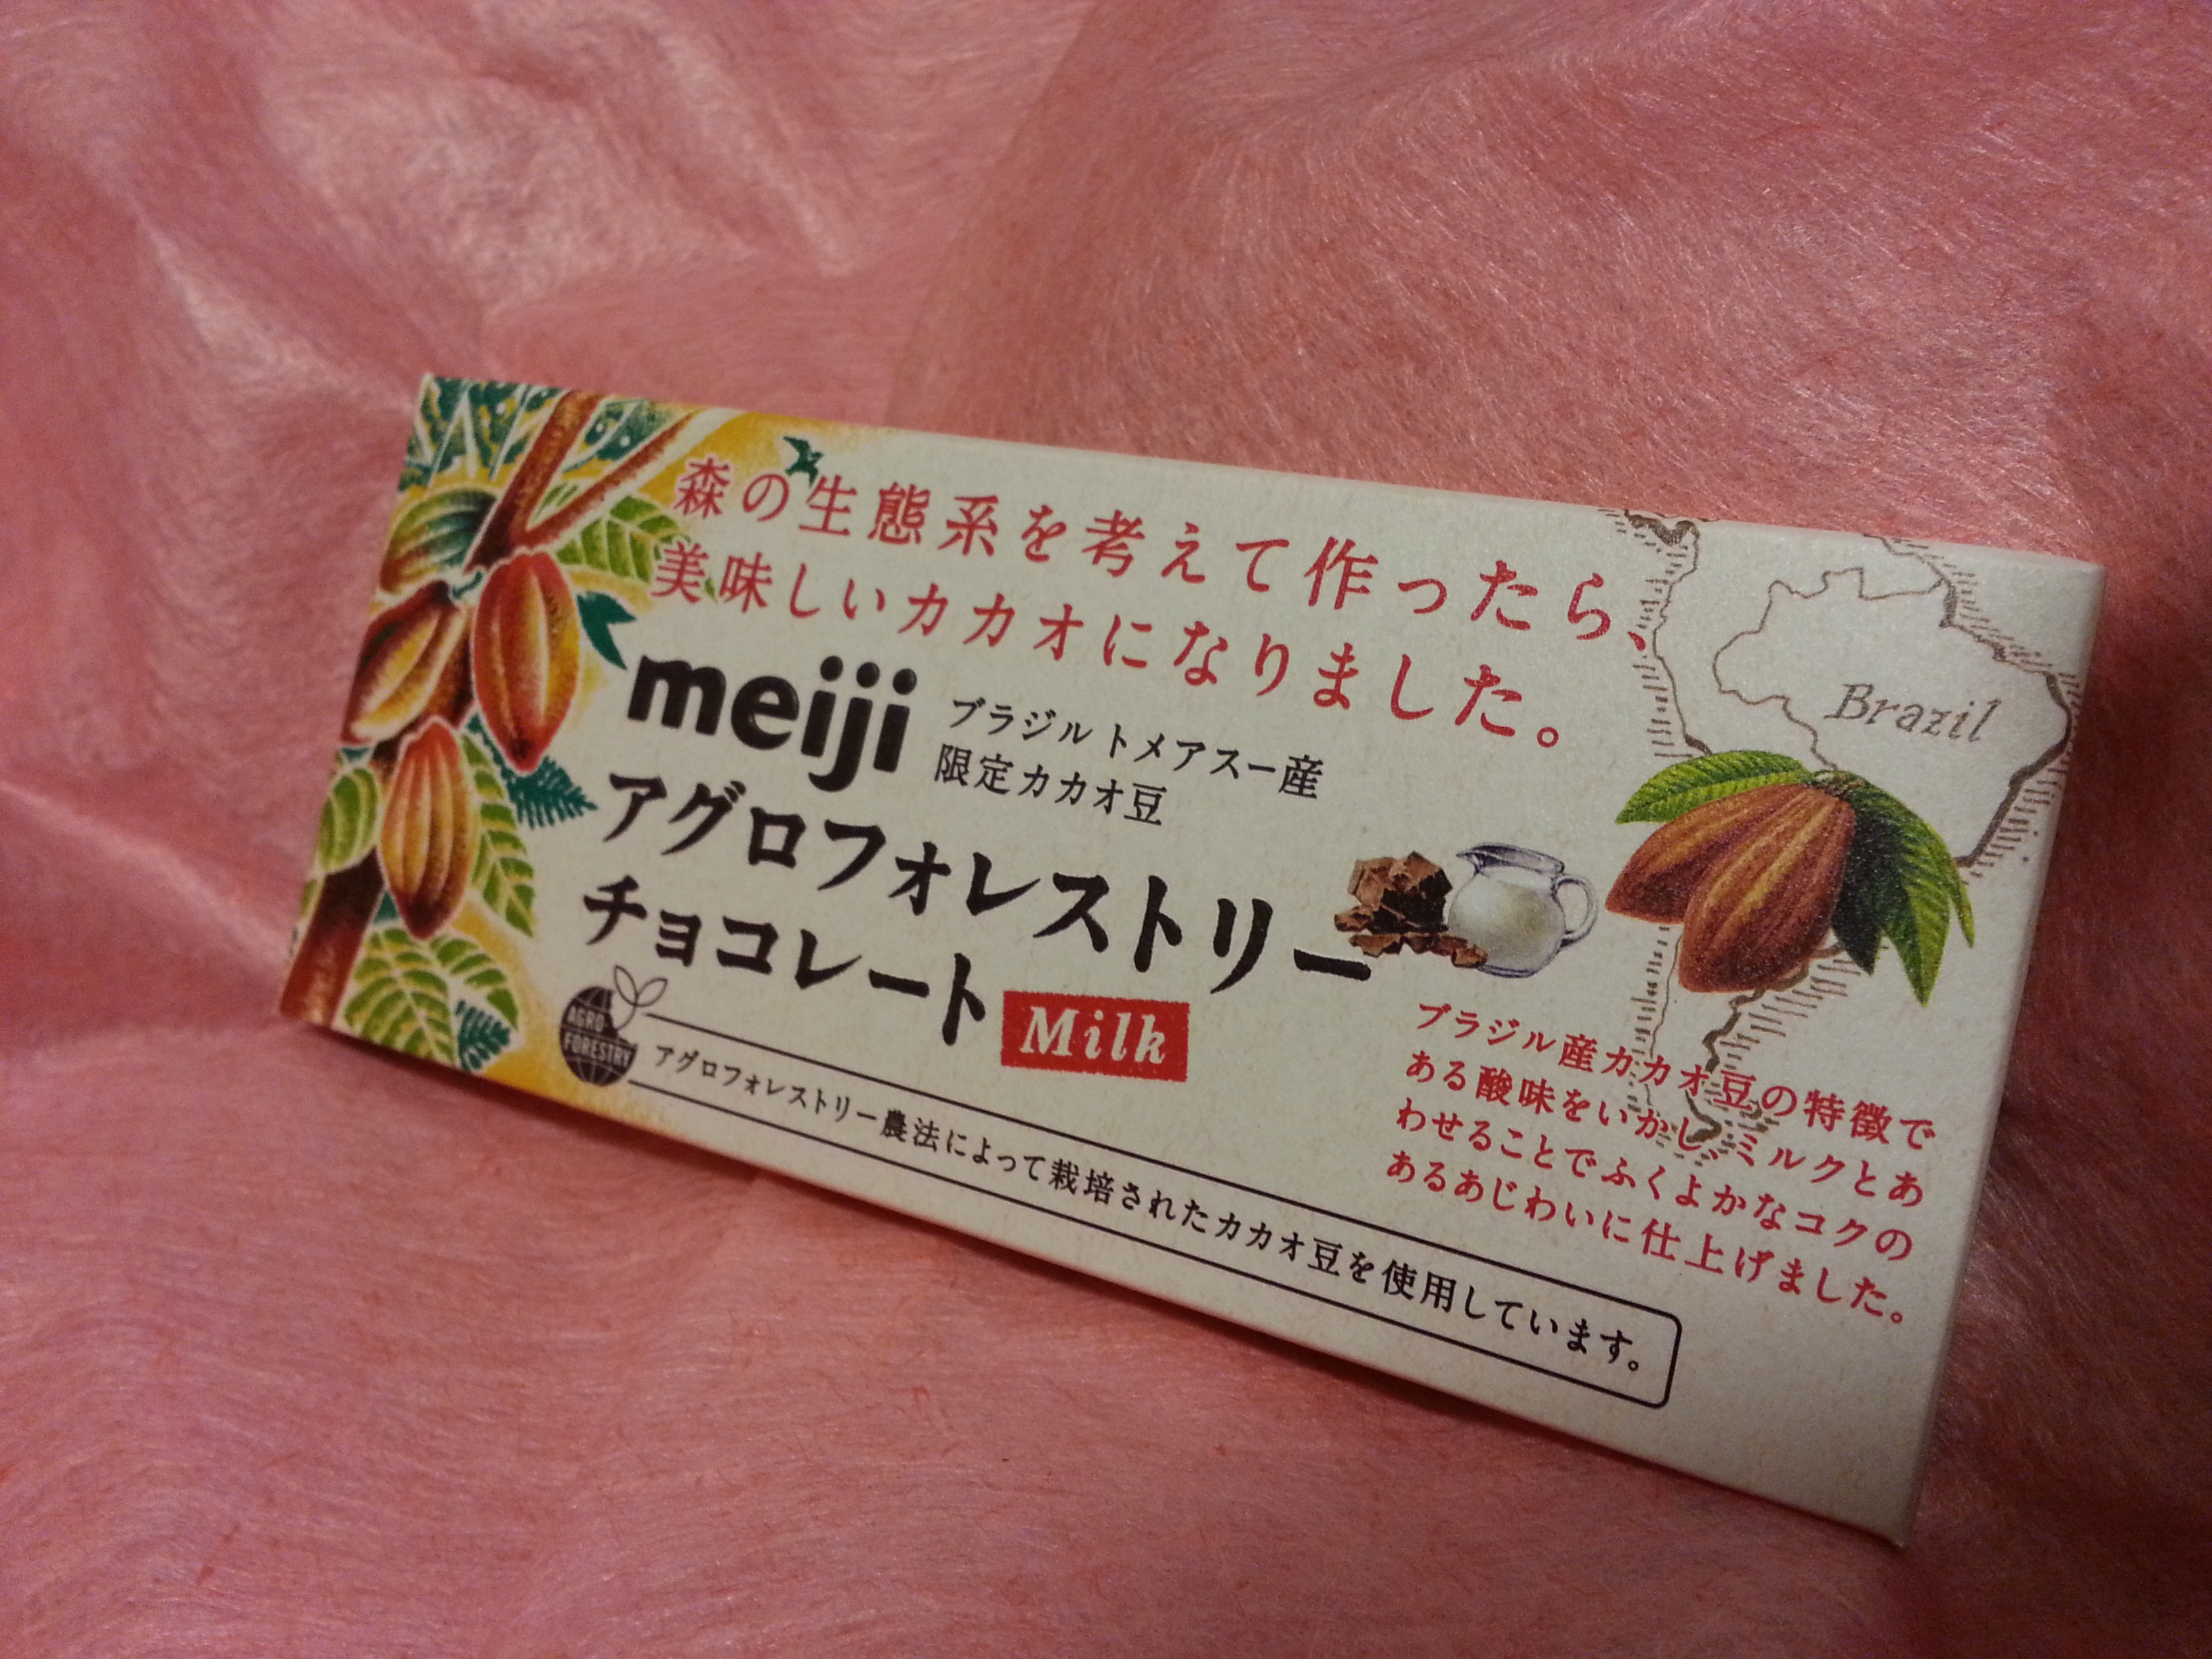 森の生態系を考えて作ったら、
美味しいカカオになりました。
meiji
ブラジル トメアスー産
限定カカオ豆
アグロフォレストリー
チョコレート
Milk
AGRO
FORESTRY
アグロフォレストリー農法によって栽培されたカカオ豆を使用しています。
Brazil
ブラジル産カカオ豆の特徴で
ある酸味をいかし、ミルクとあ
わせることでふくよかなコクの
あるあじわいに仕上げました。